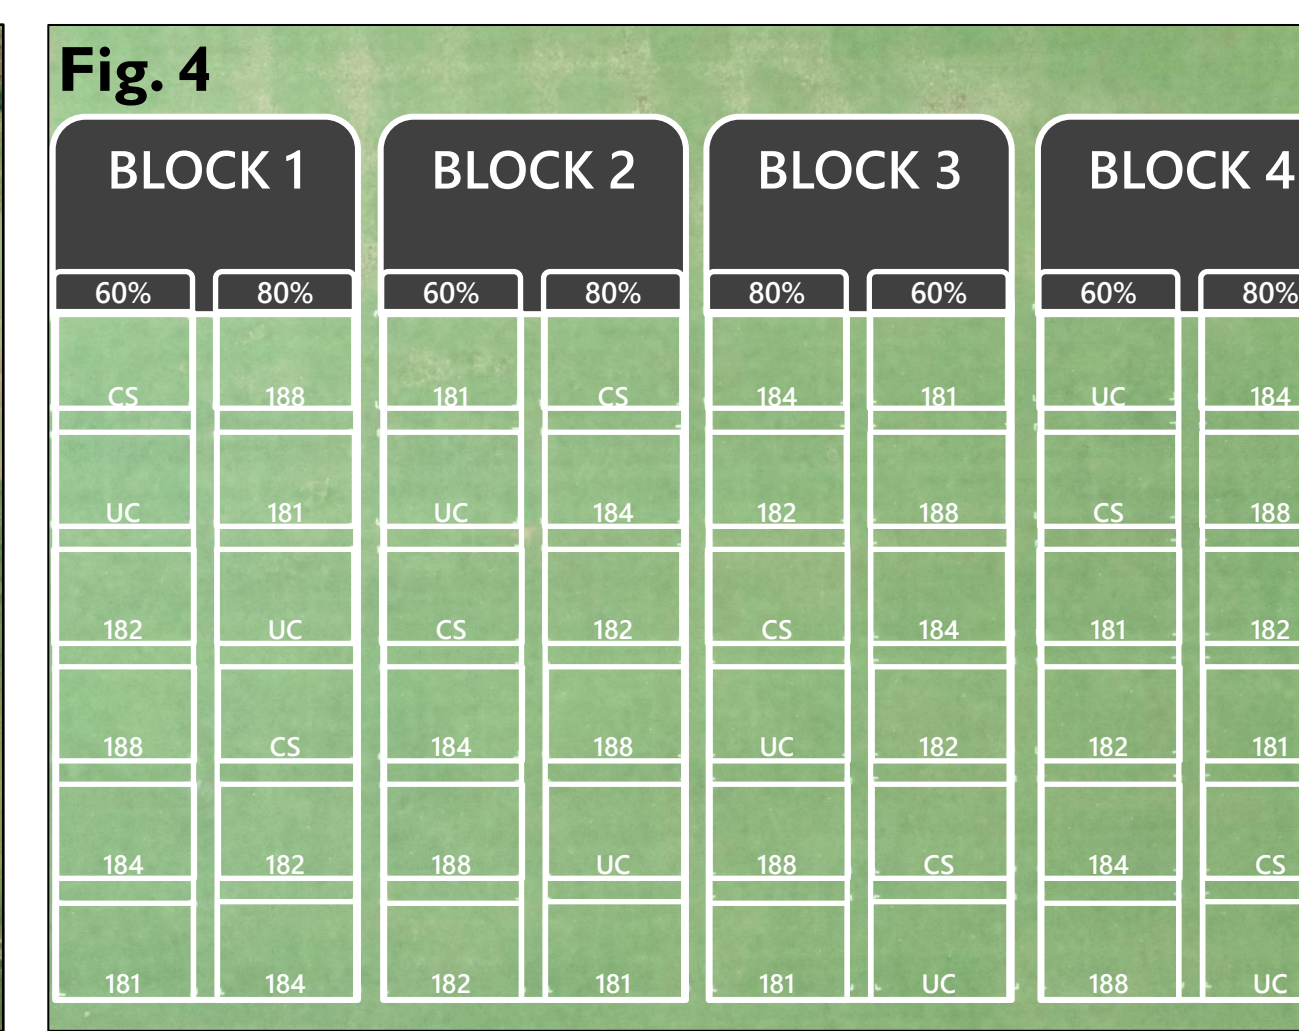 Fig. 4
BLOCK 1 BLOCK 2 BLOCK 3 BLOCK 4
60% 80% 60% 80% 80% 60% 60% 80%
CS 188 181 CS 184 181 UC 184
UC 181 UC 184 182 188 CS 188
182 UC CS 182 CS 184 181 182
188 CS 184 188 UC 182 182 181
184 182 188 UC 188 CS 184 CS
181 184 182 181 181 UC 188 UC